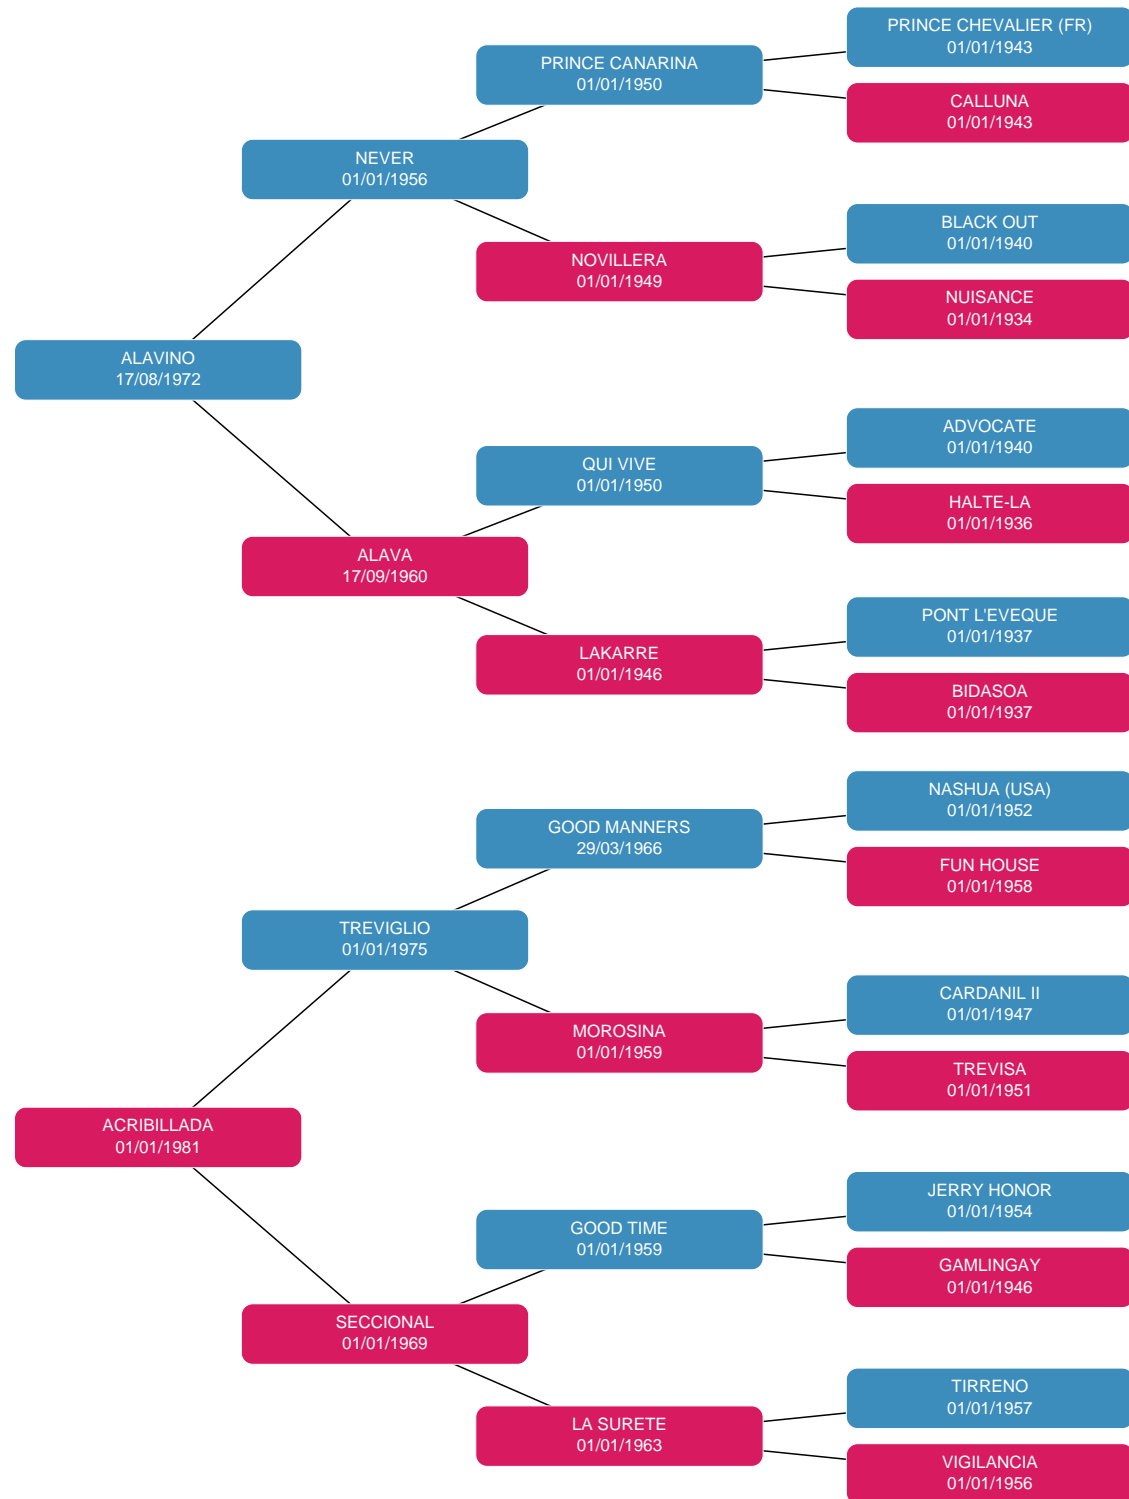 PRINCE CHEVALIER (FR)
01/01/1943
PRINCE CANARINA
01/01/1950
CALLUNA
01/01/1943
NEVER
01/01/1956
BLACK OUT
01/01/1940
NOVILLERA
01/01/1949
NUISANCE
01/01/1934
ALAVINO
17/08/1972
ADVOCATE
01/01/1940
QUI VIVE
01/01/1950
HALTE-LA
01/01/1936
ALAVA
17/09/1960
PONT L'EVEQUE
01/01/1937
LAKARRE
01/01/1946
BIDASOA
01/01/1937
NASHUA (USA)
01/01/1952
GOOD MANNERS
29/03/1966
FUN HOUSE
01/01/1958
TREVIGLIO
01/01/1975
CARDANIL II
01/01/1947
MOROSINA
01/01/1959
TREVISA
01/01/1951
ACRIBILLADA
01/01/1981
JERRY HONOR
01/01/1954
GOOD TIME
01/01/1959
GAMLINGAY
01/01/1946
SECCIONAL
01/01/1969
TIRRENO
01/01/1957
LA SURETE
01/01/1963
VIGILANCIA
01/01/1956